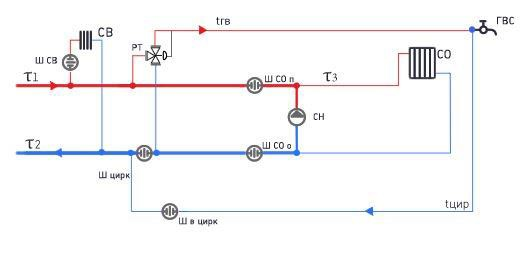 tгв
ГВС
СВ
РТ
Ш СВ
τ1
Ш СО п
τ3
СО
СН
τ2
Ш СО о
Ш цирк
tцир
Ш в цирк